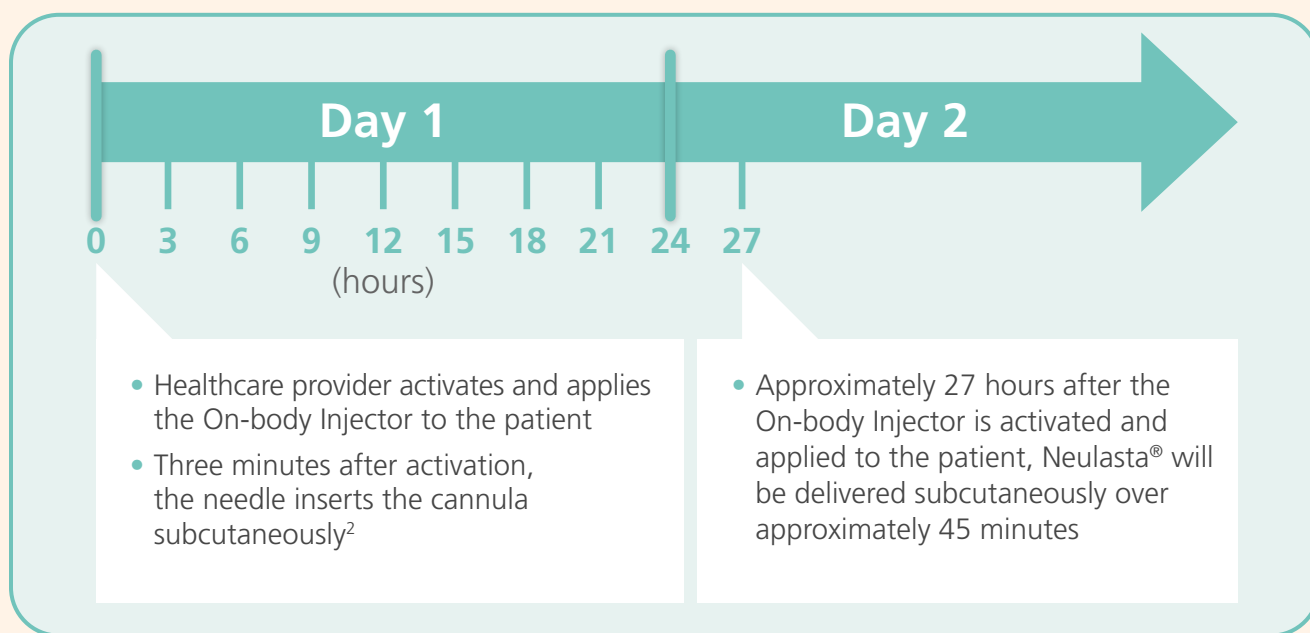 Day 1
Day 2
0 3 6 9 12 15 18 21 24 27
(hours)
• Healthcare provider activates and applies
the On-body Injector to the patient
• Three minutes after activation,
the needle inserts the cannula
subcutaneously²
• Approximately 27 hours after the
On-body Injector is activated and
applied to the patient, Neulasta® will
be delivered subcutaneously over
approximately 45 minutes